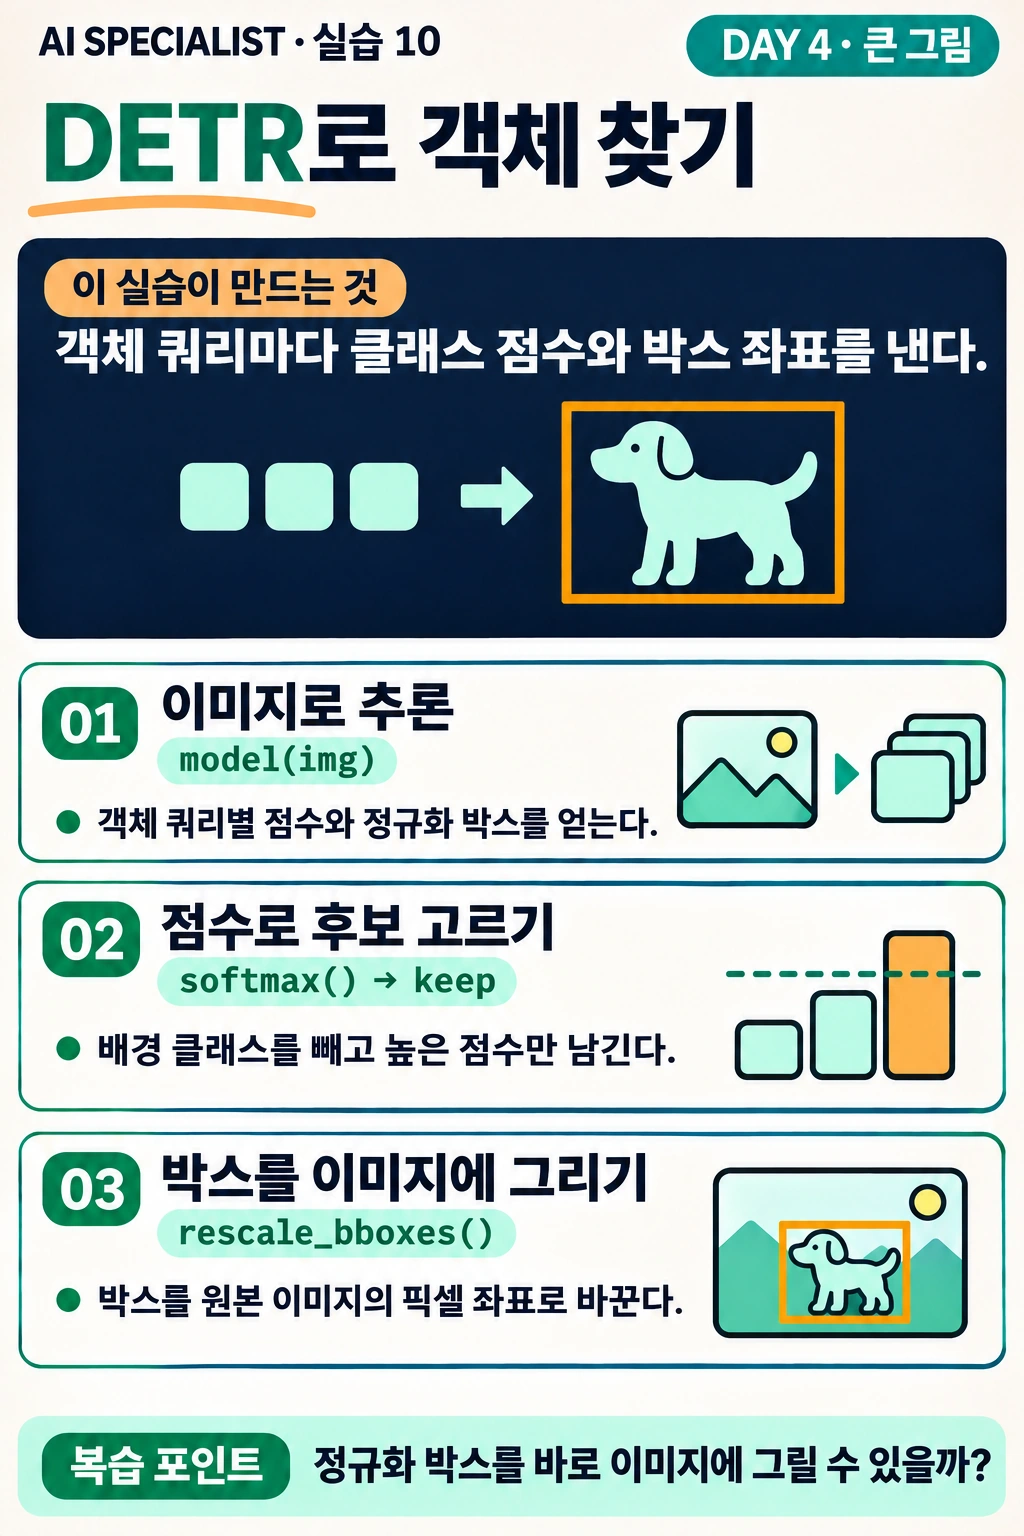 AI SPECIALIST · 실습 10
DAY 4 · 큰 그림
DETR로 객체 찾기
이 실습이 만드는 것
객체 쿼리마다 클래스 점수와 박스 좌표를 낸다.
01
이미지로 추론
model(img)
객체 쿼리별 점수와 정규화 박스를 얻는다.
02
점수로 후보 고르기
softmax() → keep
배경 클래스를 빼고 높은 점수만 남긴다.
03
박스를 이미지에 그리기
rescale_bboxes()
박스를 원본 이미지의 픽셀 좌표로 바꾼다.
복습 포인트
정규화 박스를 바로 이미지에 그릴 수 있을까?